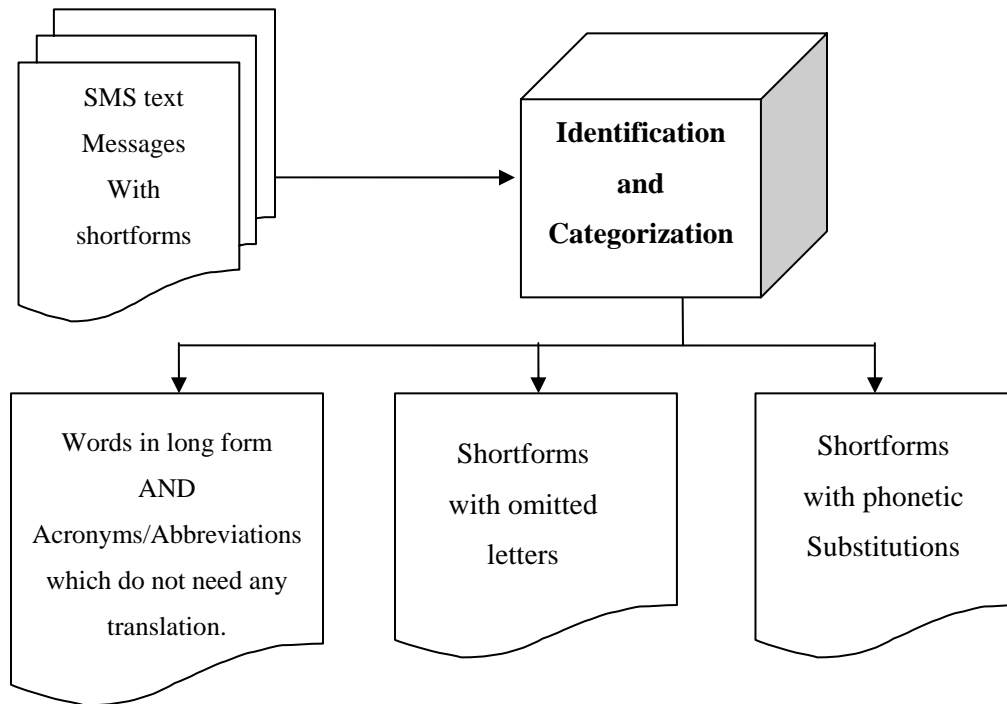 SMS text
Messages
With
shortforms
Identification
and
Categorization
Words in long form
AND
Acronyms/Abbreviations
which do not need any
translation.
Shortforms
with omitted
letters
Shortforms
with phonetic
Substitutions